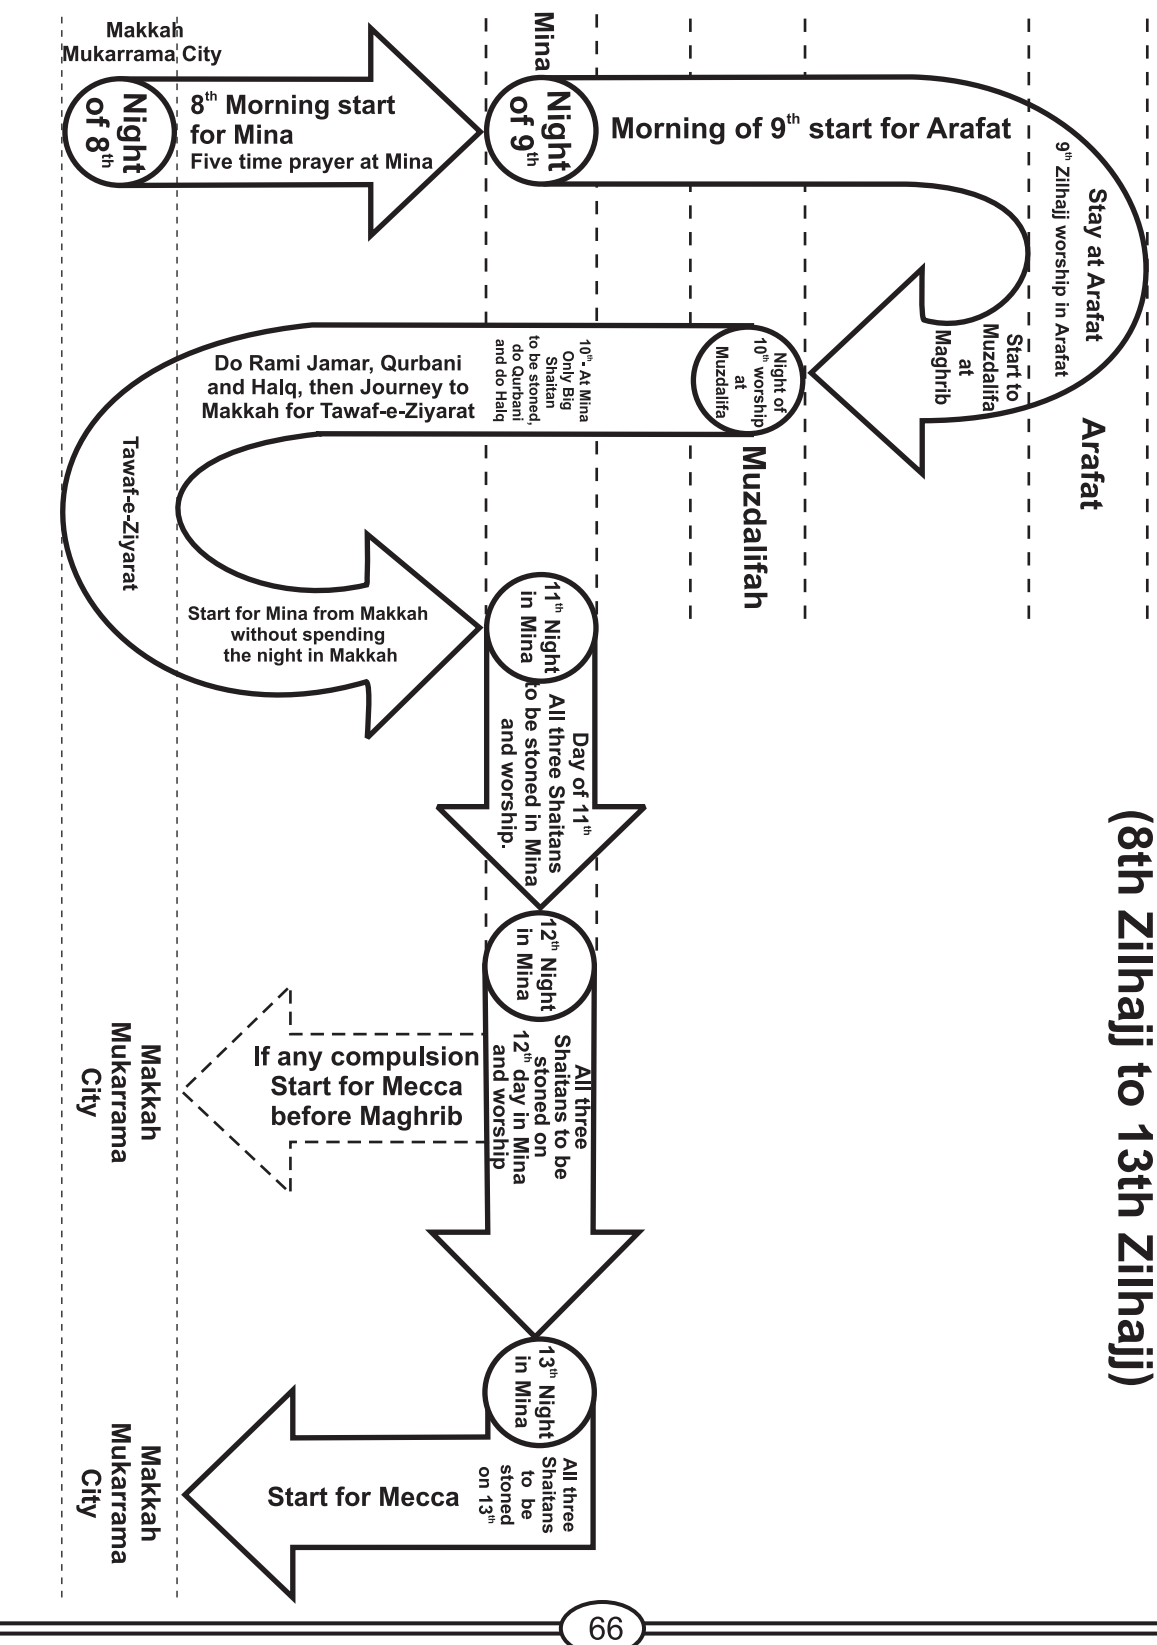 (8th Zilhajj to 13th Zilhajj)
Makkah
Mukarrama City
Night
of 8th
8th Morning start
for Mina
Five time prayer at Mina
Mina
Night
of 9th
Morning of 9th start for Arafat
Stay at Arafat
9th Zilhajj worship in Arafat
Arafat
Start to
Muzdalifa
at
Maghrib
Night of
10th worship
at
Muzdalifa
Muzdalifah
10th - At Mina
Only Big
Shaitan
to be stoned,
do Qurbani
and do Halq
Do Rami Jamar, Qurbani
and Halq, then Journey to
Makkah for Tawaf-e-Ziyarat
Tawaf-e-Ziyarat
Start for Mina from Makkah
without spending
the night in Makkah
11th Night
in Mina
Day of 11th
All three Shaitans
to be stoned in Mina
and worship.
12th Night
in Mina
All three
Shaitans to be
stoned on
12th day in Mina
and worship
If any compulsion
Start for Mecca
before Maghrib
Makkah
Mukarrama
City
13th Night
in Mina
All three
Shaitans
to be
stoned
on 13th
Start for Mecca
Makkah
Mukarrama
City
66